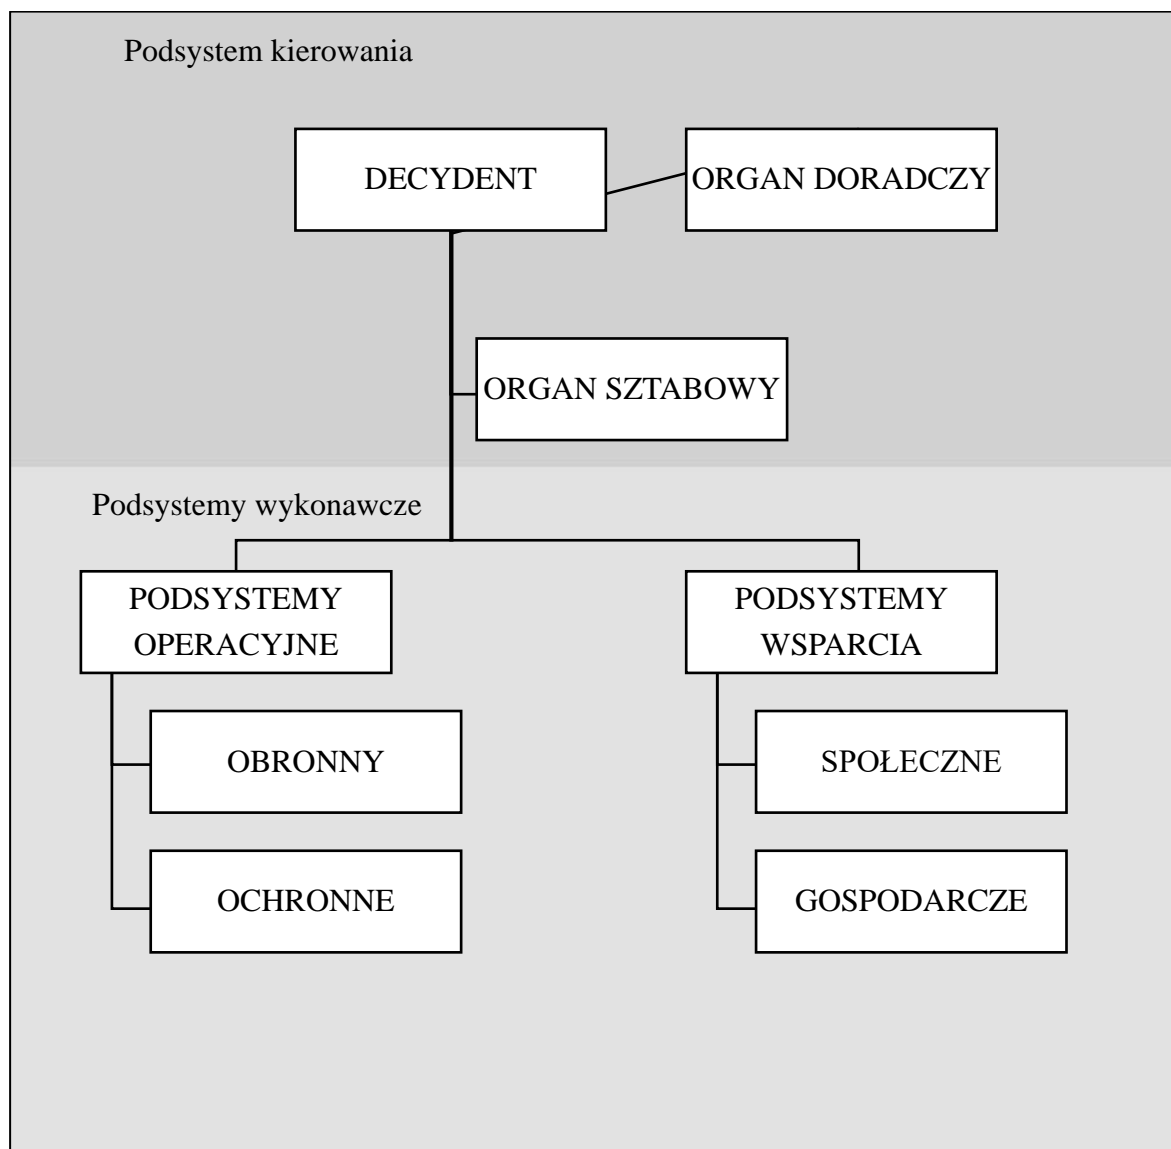 Podsystem kierowania
DECYDENT
ORGAN DORADCZY
ORGAN SZTABOWY
Podsystemy wykonawcze
PODSYSTEMY
OPERACYJNE
PODSYSTEMY
WSPARCIA
OBRONNY
SPOŁECZNE
OCHRONNE
GOSPODARCZE